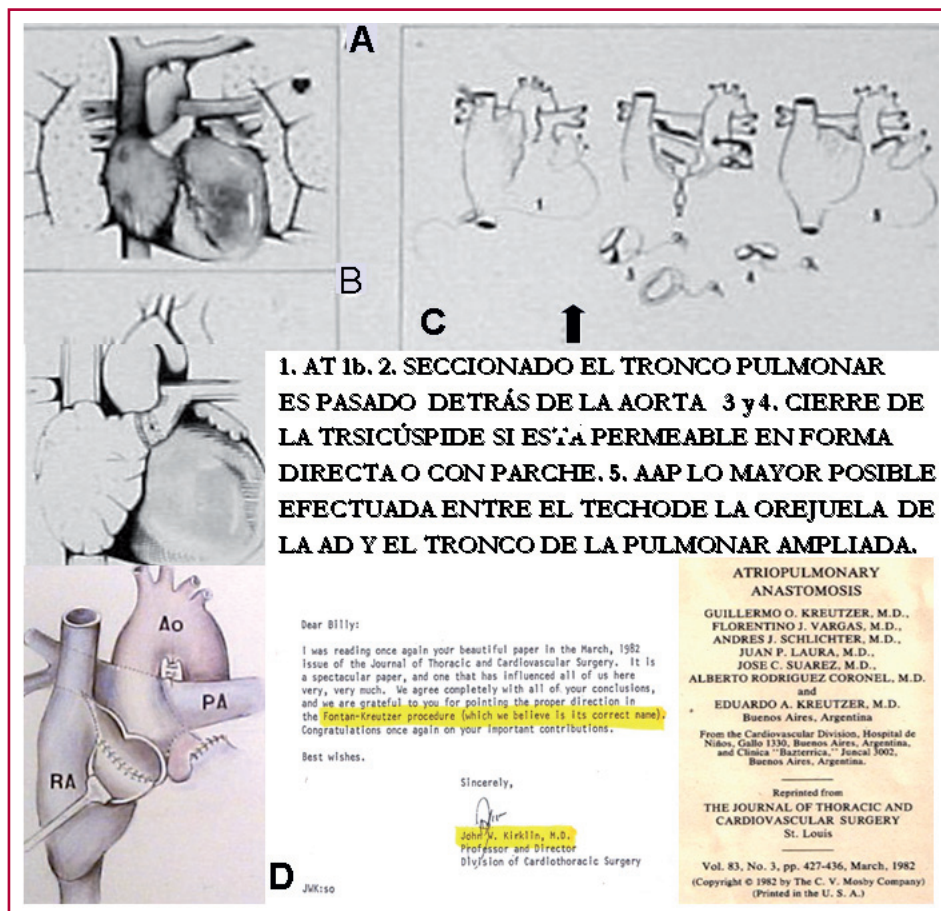 A
B
C
1
2
3
4
5
1. AT 1b. 2. SECCIONADO EL TRONCO PULMONAR
ES PASADO DETRÁS DE LA AORTA 3 y 4. CIERRE DE
LA TRSICÚSPIDE SI ESTÁ PERMEABLE EN FORMA
DIRECTA O CON PARCHE. 5. AAP LO MAYOR POSIBLE
EFECTUADA ENTRE EL TECHODE LA OREJUELA DE
LA AD Y EL TRONCO DE LA PULMONAR AMPLIADA.
Ao
PA
RA
D
Dear Billy:
I was reading once again your beautiful paper in the March, 1982
issue of the Journal of Thoracic and Cardiovascular Surgery. It is
a spectacular paper, and one that has influenced all of us here
very, very much. We agree completely with all of your conclusions,
and we are grateful to you for pointing the proper direction in
the Fontan-Kreutzer procedure (which we believe is its correct name).
Congratulations once again on your important contributions.
Best wishes.
Sincerely,
John W. Kirklin, M.D.
Professor and Director
Division of Cardiothoracic Surgery
JWK:so
ATRIOPULMONARY
ANASTOMOSIS
GUILLERMO O. KREUTZER, M.D.,
FLORENTINO J. VARGAS, M.D.,
ANDRES J. SCHLICHTER, M.D.,
JUAN P. LAURA, M.D.,
JOSE C. SUAREZ, M.D.,
ALBERTO RODRIGUEZ CORONEL, M.D.
and
EDUARDO A. KREUTZER, M.D.
Buenos Aires, Argentina
From the Cardiovascular Division, Hospital de
Niños, Gallo 1330, Buenos Aires, Argentina,
and Clinica "Bazterrica," Juncal 3002,
Buenos Aires, Argentina.
Reprinted from
THE JOURNAL OF THORACIC AND
CARDIOVASCULAR SURGERY
St. Louis
Vol. 83, No. 3, pp. 427-436, March, 1982
(Copyright © 1982 by The C. V. Mosby Company)
(Printed in the U. S. A.)